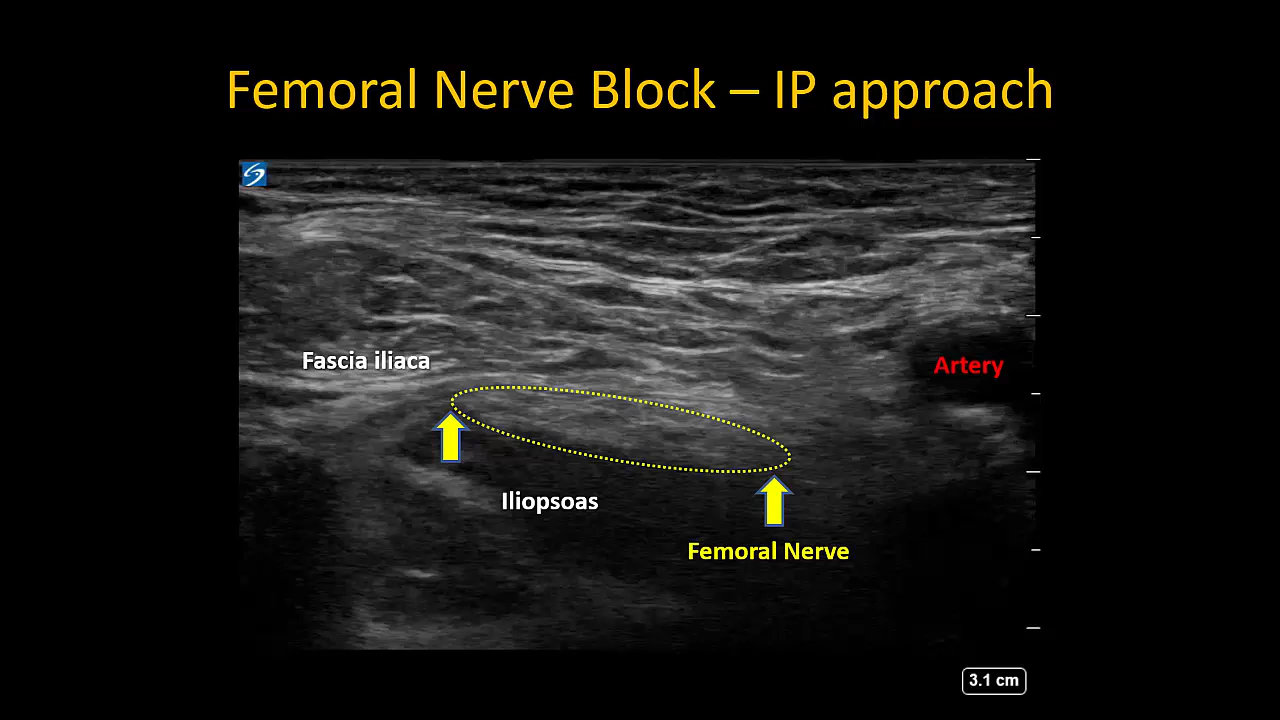 Femoral Nerve Block – IP approach
Fascia iliaca
Artery
Iliopsoas
Femoral Nerve
3.1 cm